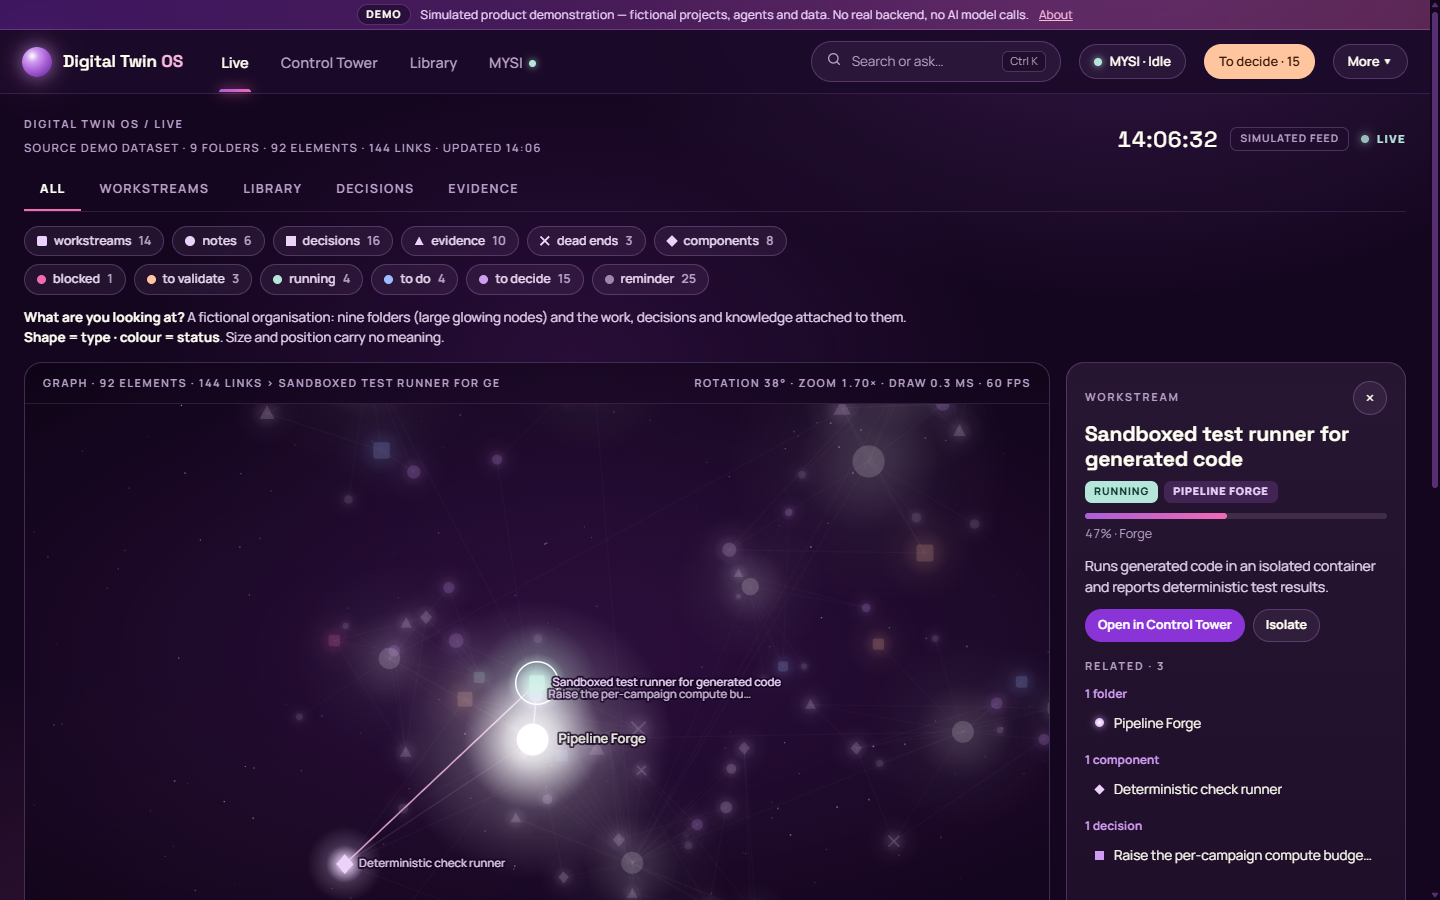 DEMO Simulated product demonstration — fictional projects, agents and data. No real backend, no AI model calls. About
Digital Twin OS Live Control Tower Library MYSI Search or ask... Ctrl K MYSI · Idle To decide · 15 More ▾
DIGITAL TWIN OS / LIVE
SOURCE DEMO DATASET · 9 FOLDERS · 92 ELEMENTS · 144 LINKS · UPDATED 14:06
14:06:32 SIMULATED FEED LIVE
ALL WORKSTREAMS LIBRARY DECISIONS EVIDENCE
workstreams 14 notes 6 decisions 16 evidence 10 dead ends 3 components 8
blocked 1 to validate 3 running 4 to do 4 to decide 15 reminder 25
What are you looking at? A fictional organisation: nine folders (large glowing nodes) and the work, decisions and knowledge attached to them.
Shape = type · colour = status. Size and position carry no meaning.
GRAPH · 92 ELEMENTS · 144 LINKS › SANDBOXED TEST RUNNER FOR GE
ROTATION 38° · ZOOM 1.70× · DRAW 0.3 MS · 60 FPS
Sandboxed test runner for generated code
Raise the per-campaign compute bu...
Pipeline Forge
Deterministic check runner
WORKSTREAM ×
Sandboxed test runner for
generated code
RUNNING PIPELINE FORGE
47% · Forge
Runs generated code in an isolated container
and reports deterministic test results.
Open in Control Tower Isolate
RELATED · 3
1 folder
Pipeline Forge
1 component
Deterministic check runner
1 decision
Raise the per-campaign compute budge...